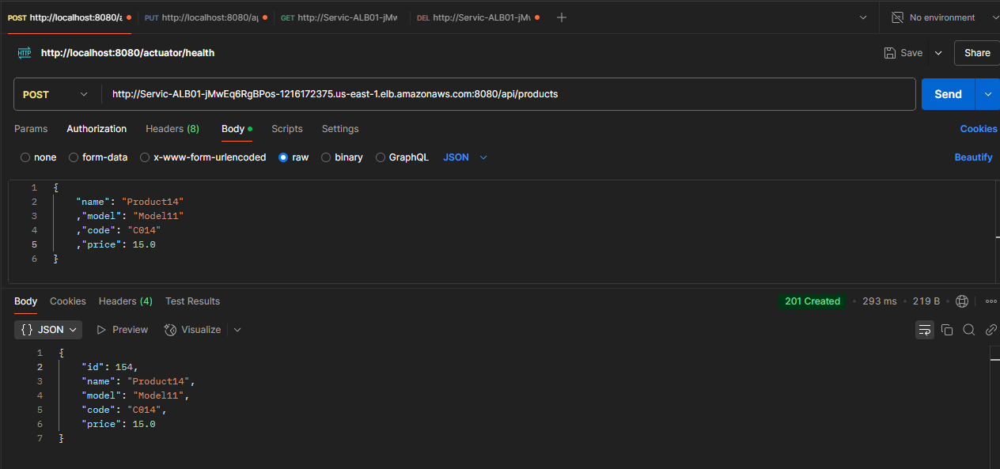 POST http://localhost:8080/a PUT http://localhost:8080/ap GET http://Servic-ALB01-jMw DEL http://Servic-ALB01-jMw No environment
HTTP http://localhost:8080/actuator/health Save Share
POST http://Servic-ALB01-jMwEq6RgBPos-1216172375.us-east-1.elb.amazonaws.com:8080/api/products Send
Params Authorization Headers (8) Body Scripts Settings Cookies
none form-data x-www-form-urlencoded raw binary GraphQL JSON Beautify
1 {
2 "name": "Product14"
3 ,"model": "Model11"
4 ,"code": "C014"
5 ,"price": 15.0
6 }
Body Cookies Headers (4) Test Results 201 Created • 293 ms • 219 B •
{} JSON Preview Visualize
1 {
2 "id": 154,
3 "name": "Product14",
4 "model": "Model11",
5 "code": "C014",
6 "price": 15.0
7 }